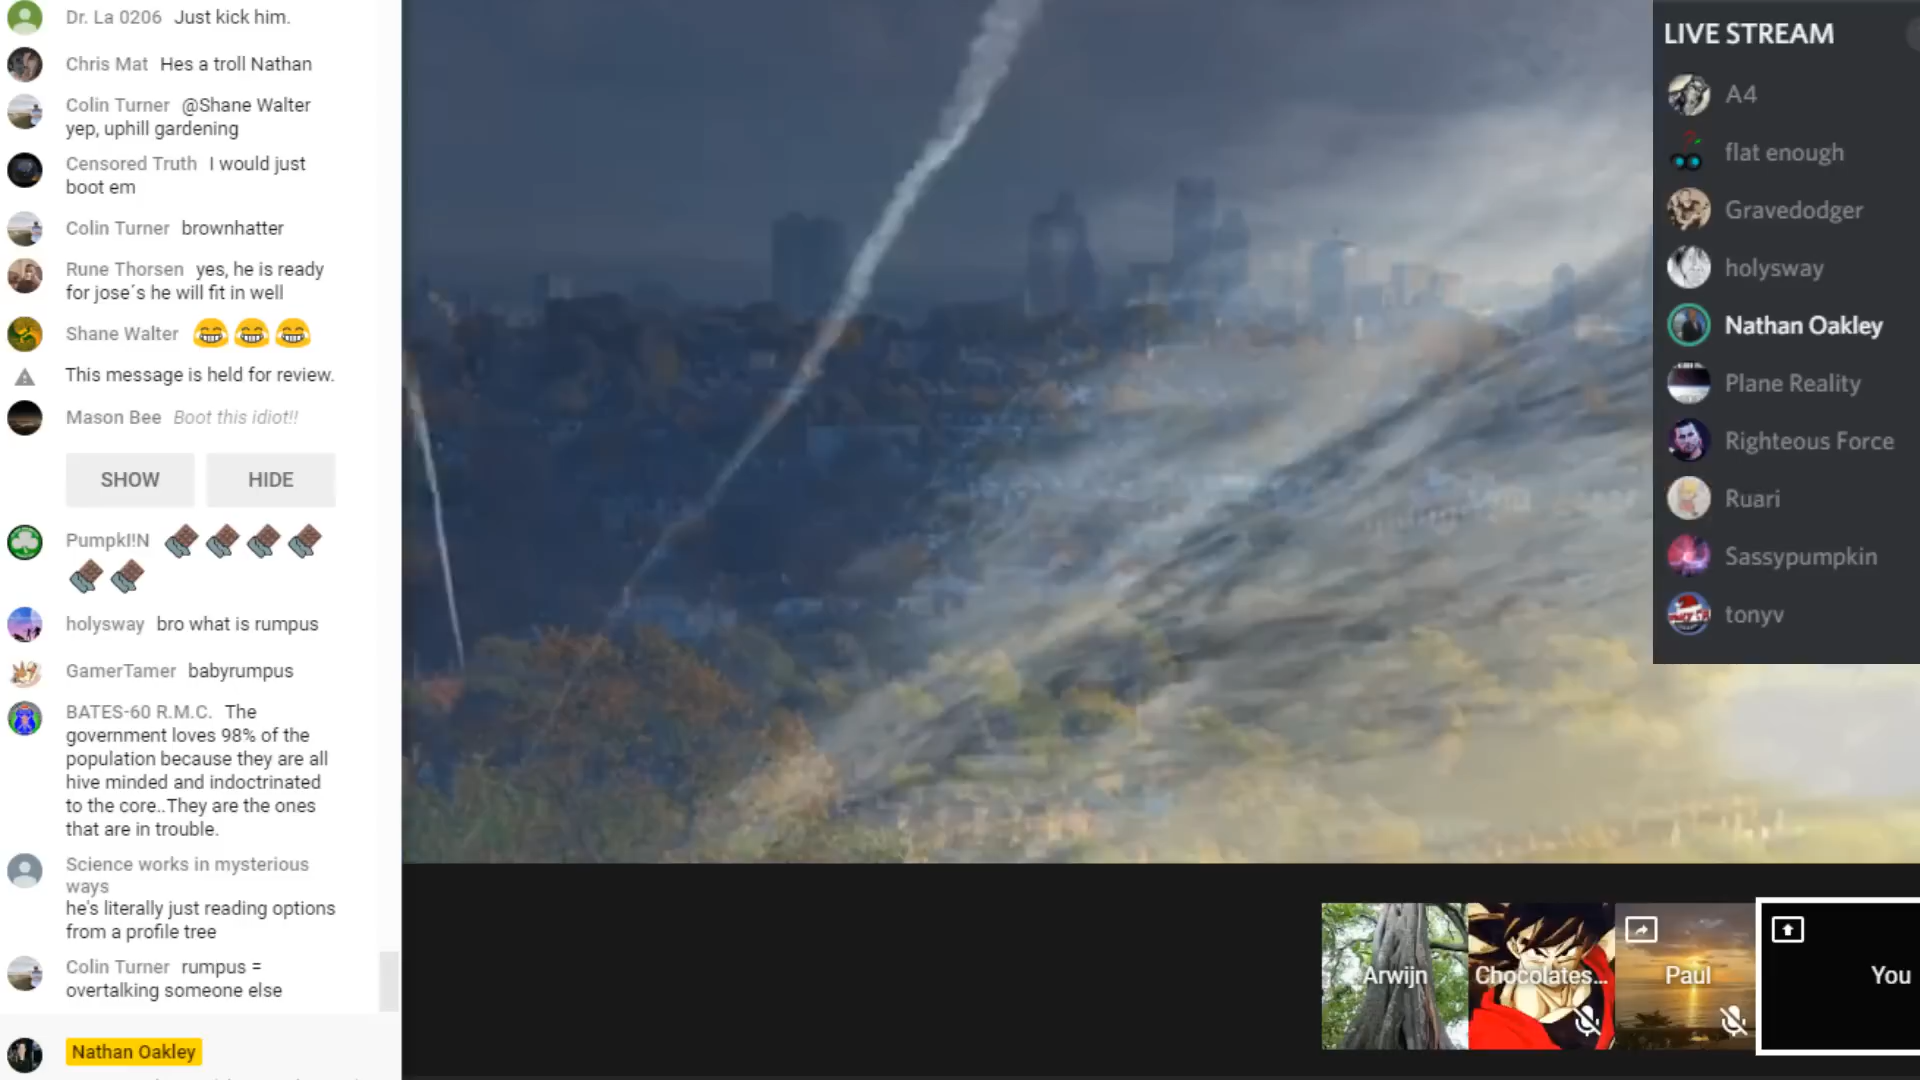 Dr. La 0206 Just kick him.
Chris Mat Hes a troll Nathan
Colin Turner @Shane Walter
yep, uphill gardening
Censored Truth I would just
boot em
Colin Turner brownhatter
Rune Thorsen yes, he is ready
for jose´s he will fit in well
Shane Walter
This message is held for review.
Mason Bee Boot this idiot!!
SHOW HIDE
PumpkI!N
holysway bro what is rumpus
GamerTamer babyrumpus
BATES-60 R.M.C. The
government loves 98% of the
population because they are all
hive minded and indoctrinated
to the core..They are the ones
that are in trouble.
Science works in mysterious
ways
he's literally just reading options
from a profile tree
Colin Turner rumpus =
overtalking someone else
Nathan Oakley
LIVE STREAM
A4
flat enough
Gravedodger
holysway
Nathan Oakley
Plane Reality
Righteous Force
Ruari
Sassypumpkin
tonyv
Arwijn
Chocolates...
Paul
You